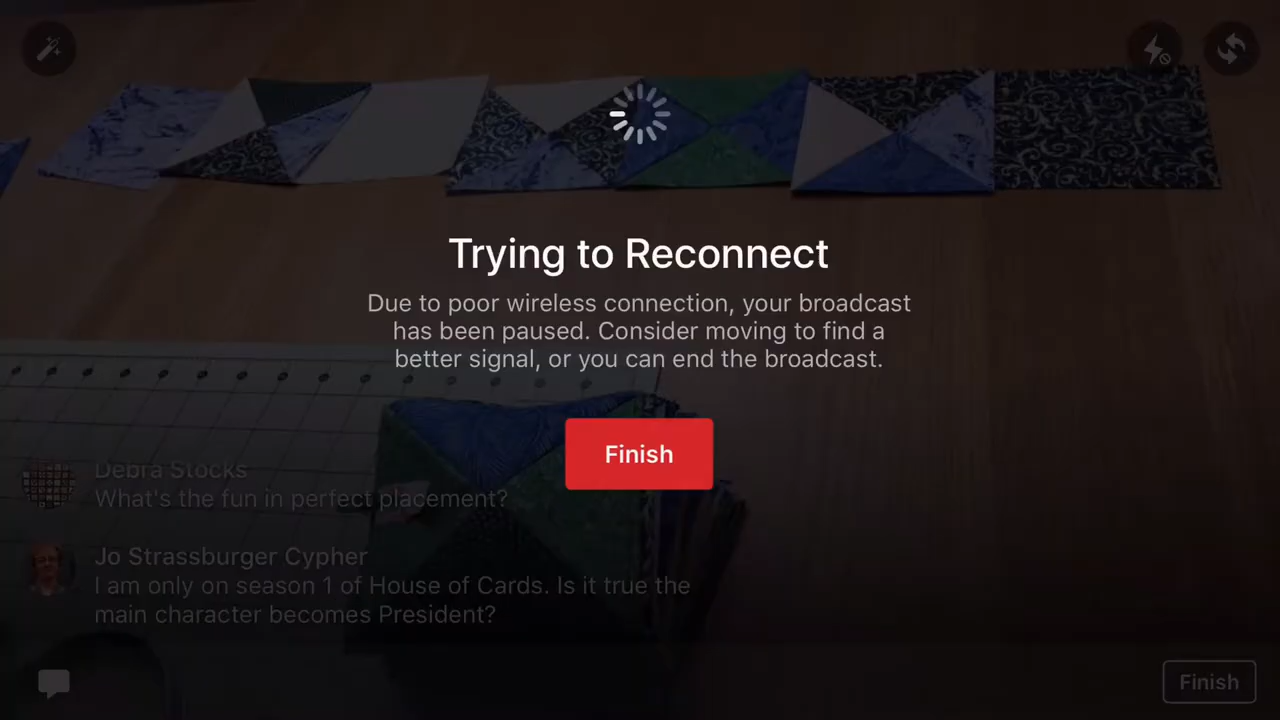 Trying to Reconnect
Due to poor wireless connection, your broadcast
has been paused. Consider moving to find a
better signal, or you can end the broadcast.
Finish
Debra Stocks
What's the fun in perfect placement?
Jo Strassburger Cypher
I am only on season 1 of House of Cards. Is it true the
main character becomes President?
Finish